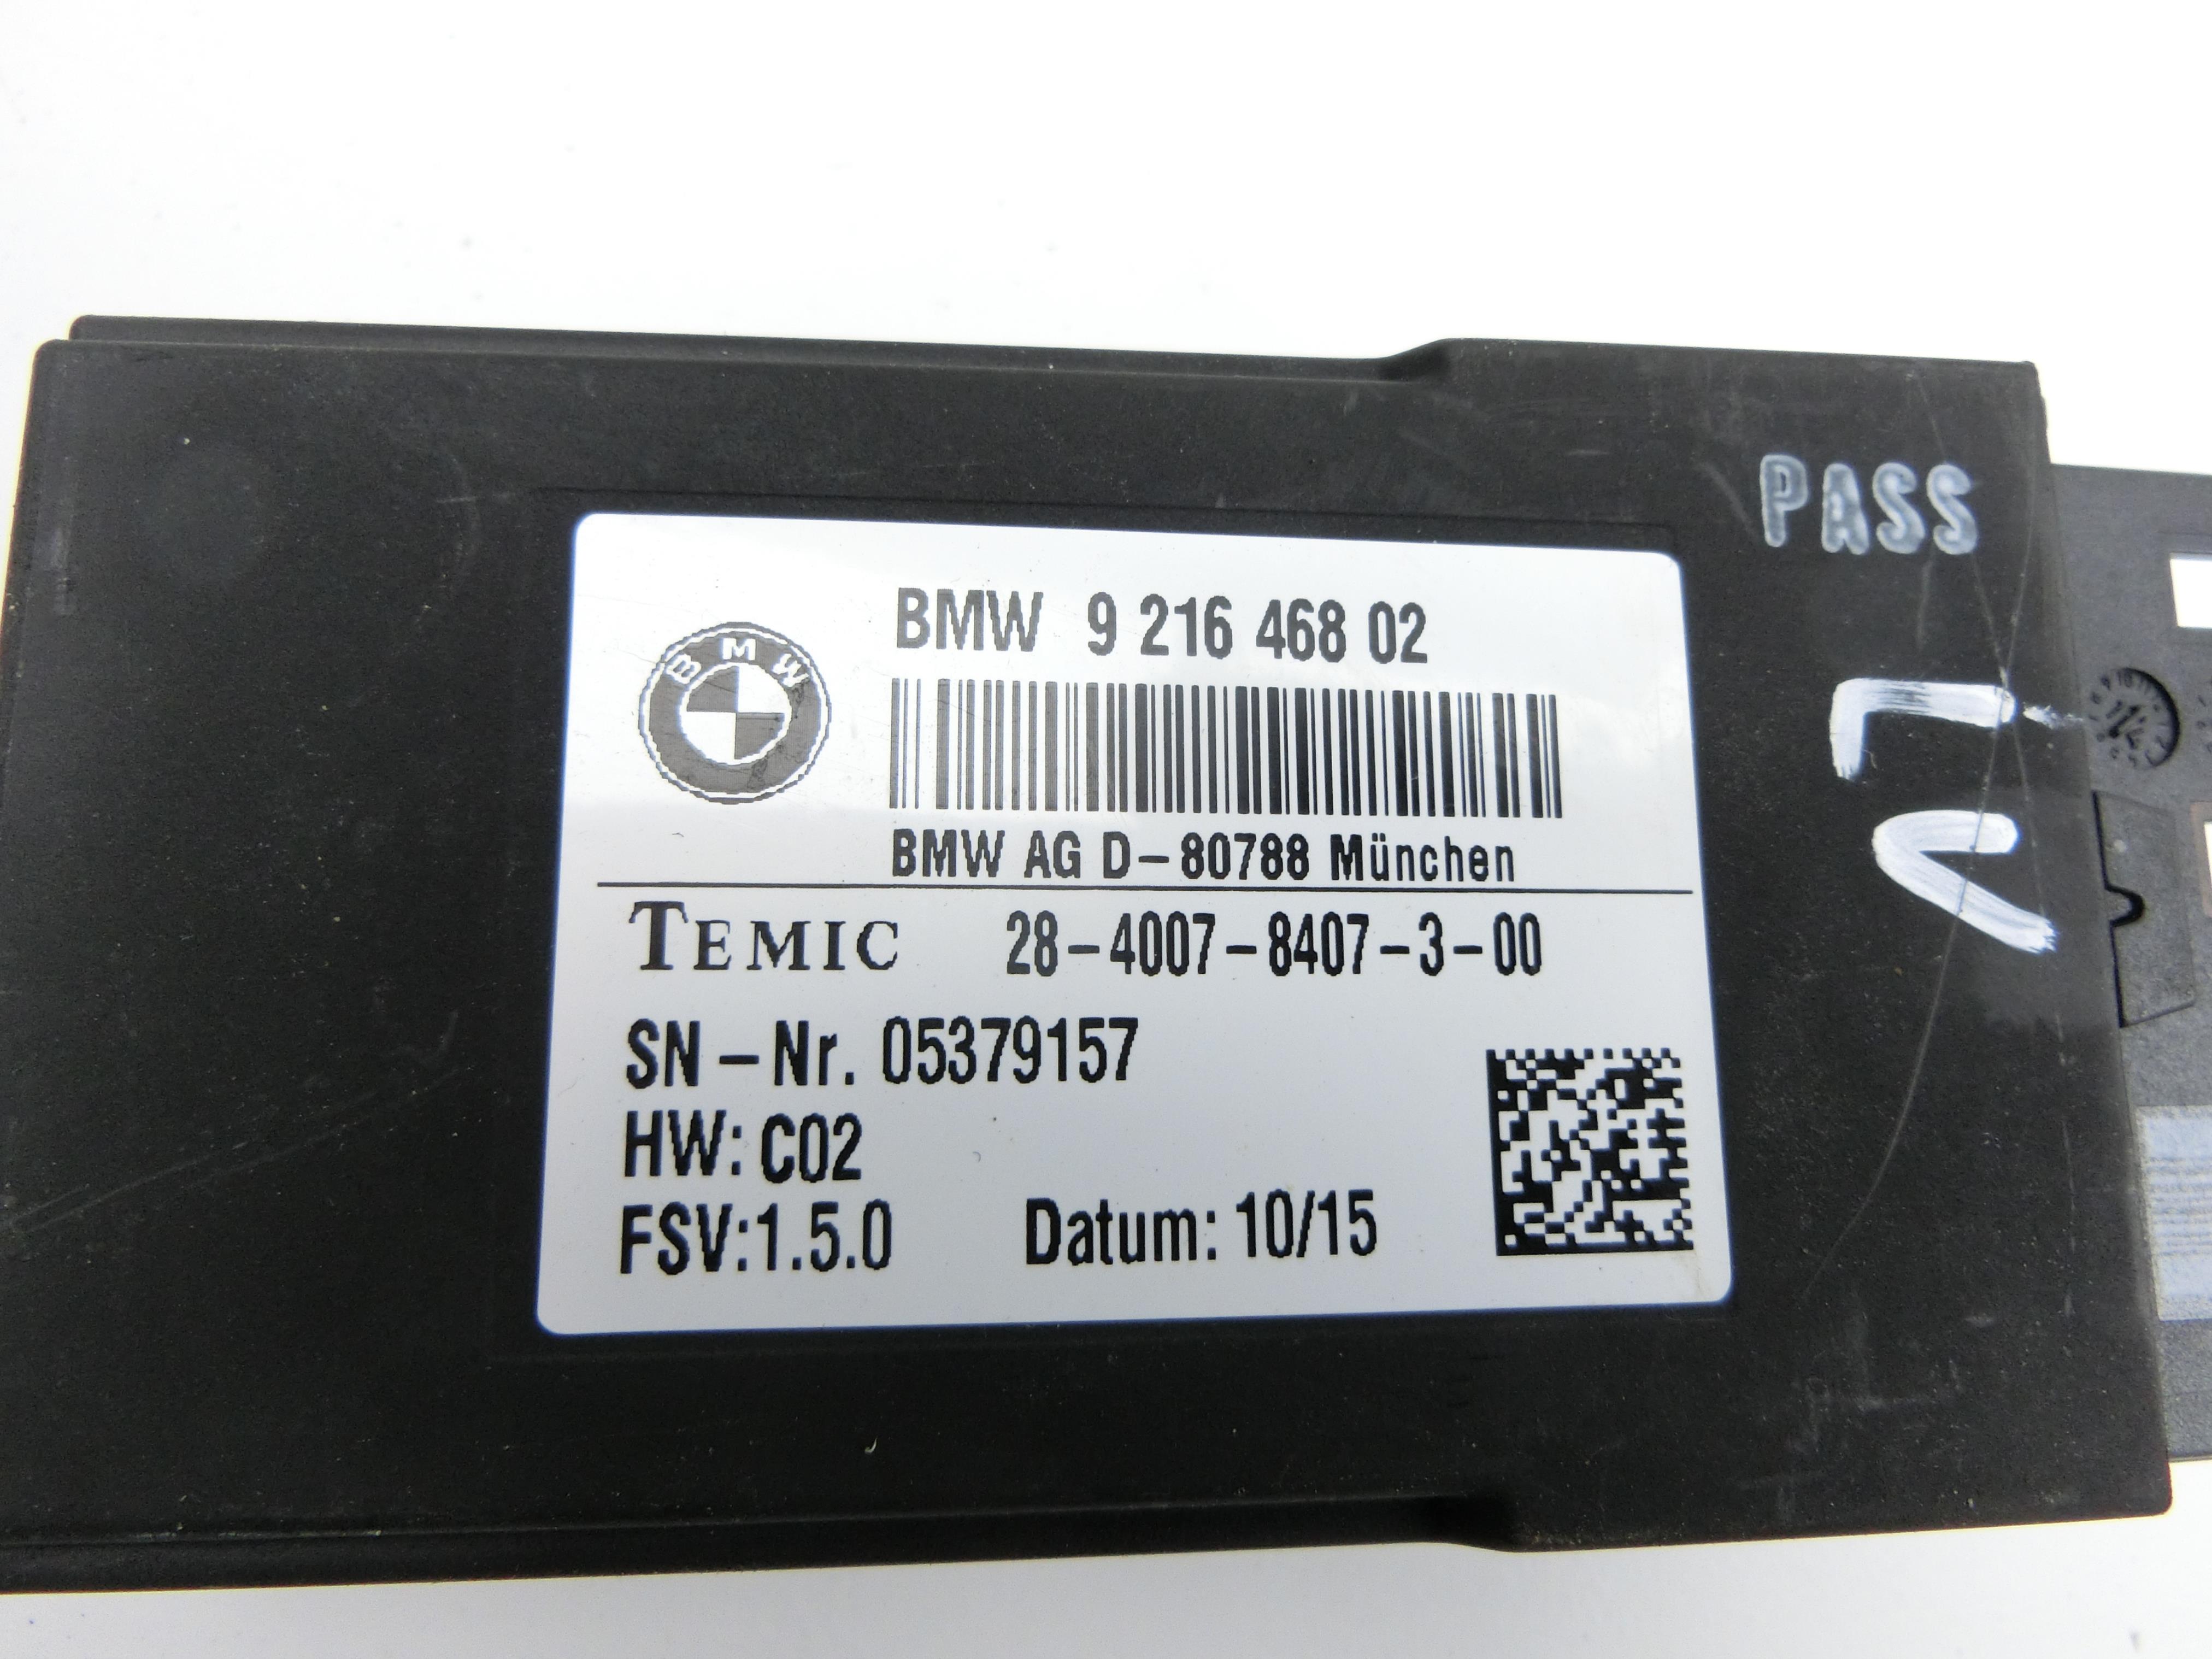 PASS
BMW
BMW 9 216 468 02
BMW AG D-80788 München
TEMIC 28-4007-8407-3-00
SN-Nr. 05379157
HW: C02
FSV:1.5.0 Datum: 10/15